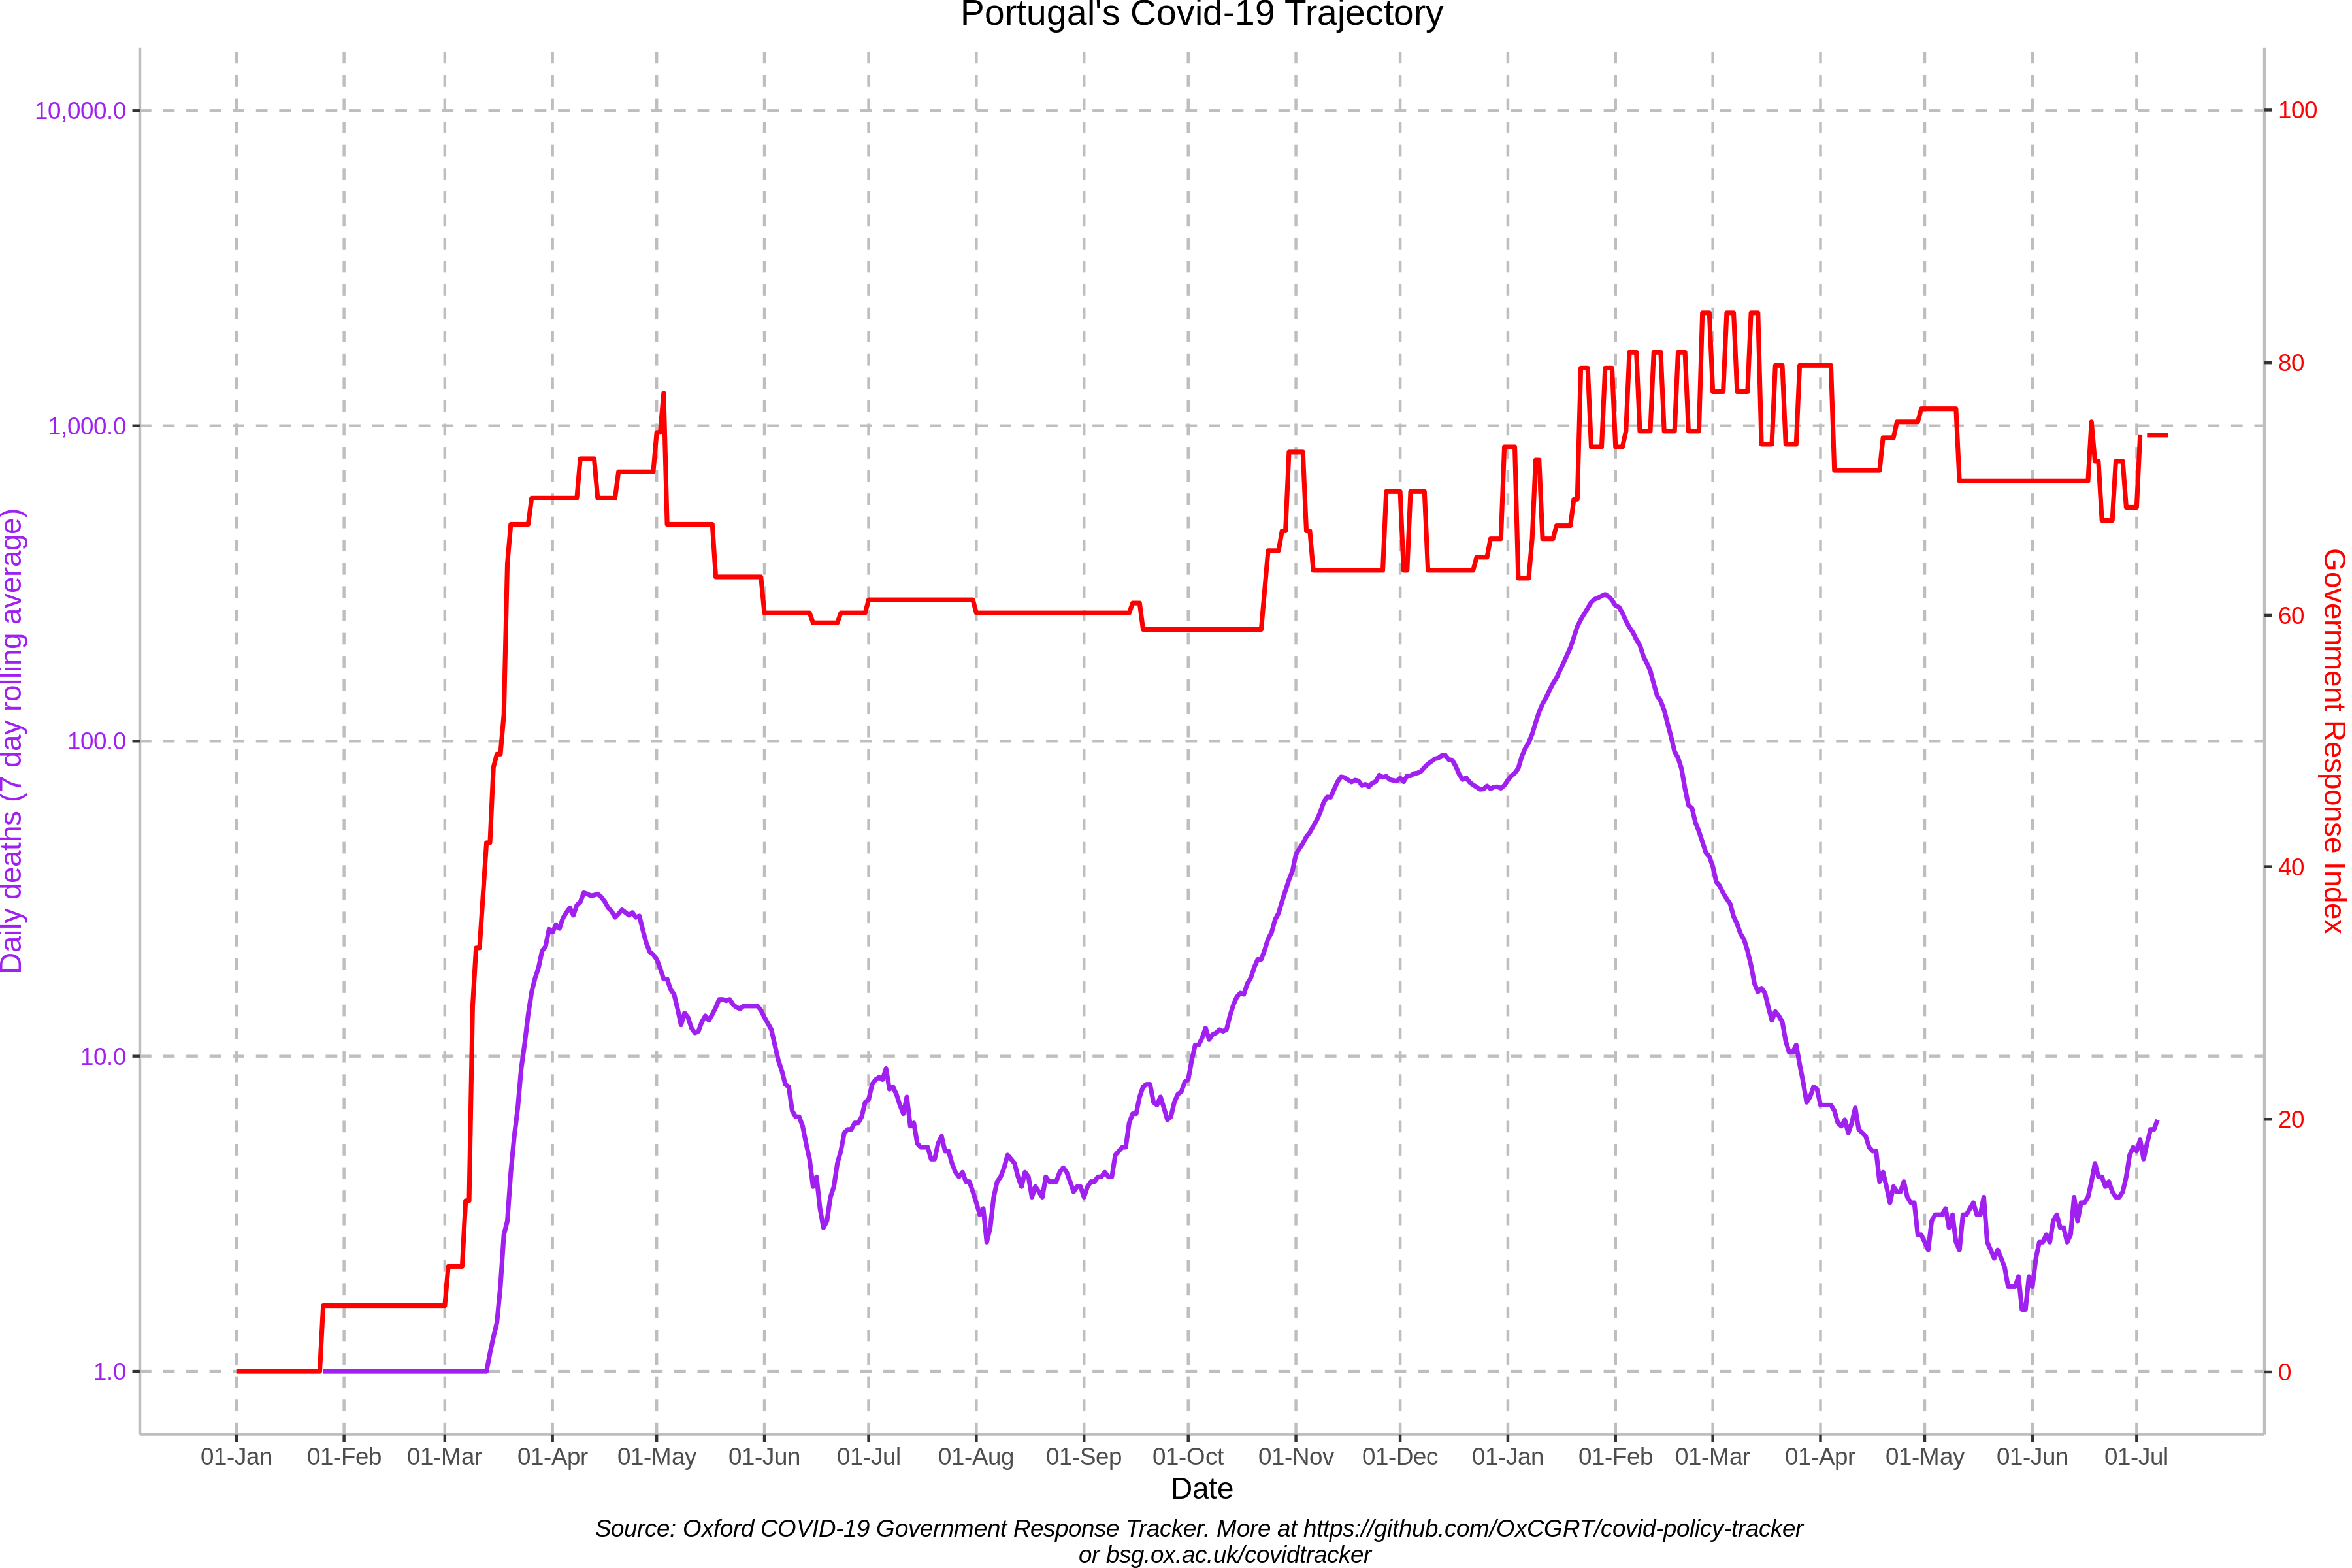 Portugal's Covid-19 Trajectory
10,000.0
1,000.0
100.0
10.0
1.0
Daily deaths (7 day rolling average)
100
80
60
40
20
0
Government Response Index
01-Jan 01-Feb 01-Mar 01-Apr 01-May 01-Jun 01-Jul 01-Aug 01-Sep 01-Oct 01-Nov 01-Dec 01-Jan 01-Feb 01-Mar 01-Apr 01-May 01-Jun 01-Jul
Date
Source: Oxford COVID-19 Government Response Tracker. More at https://github.com/OxCGRT/covid-policy-tracker
or bsg.ox.ac.uk/covidtracker